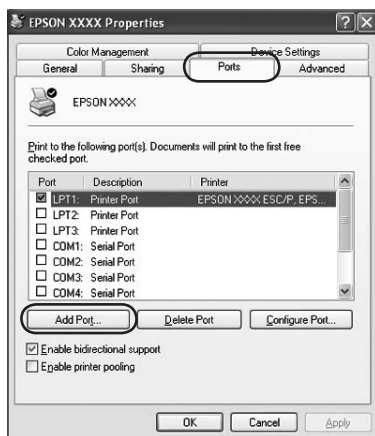 EPSON XXXX Properties
Color Management Device Settings
General Sharing Ports Advanced
EPSON XXXX
Print to the following port(s). Documents will print to the first free
checked port.
Port Description Printer
LPT1: Printer Port EPSON XXXX ESC/P, EPS...
LPT2: Printer Port
LPT3: Printer Port
COM1: Serial Port
COM2: Serial Port
COM3: Serial Port
COM4: Serial Port
Add Port... Delete Port Configure Port...
Enable bidirectional support
Enable printer pooling
OK Cancel Apply